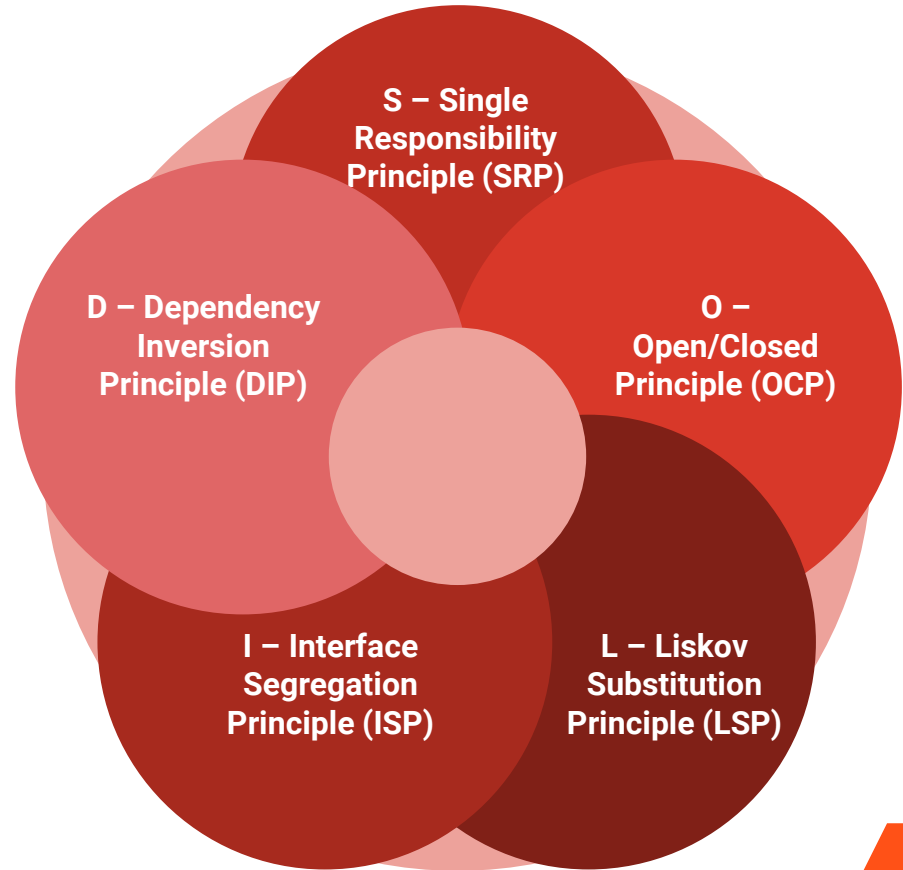 S – Single
Responsibility
Principle (SRP)
O –
Open/Closed
Principle (OCP)
L – Liskov
Substitution
Principle (LSP)
I – Interface
Segregation
Principle (ISP)
D – Dependency
Inversion
Principle (DIP)